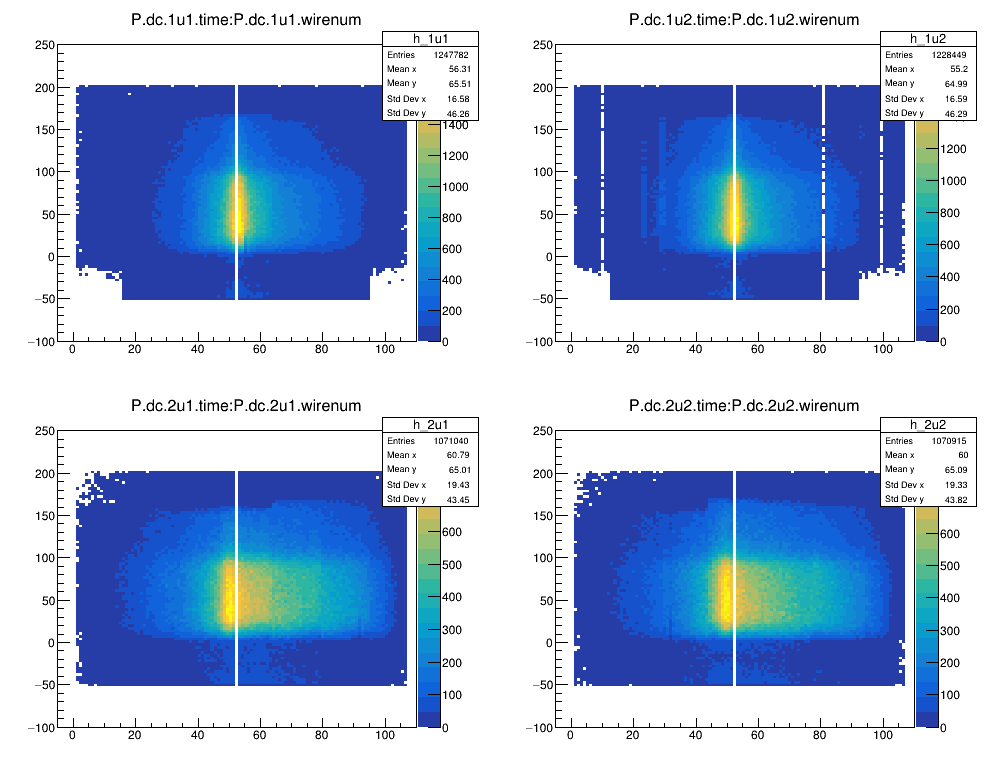 P.dc.1u1.time:P.dc.1u1.wirenum
h_1u1
Entries 1247782
Mean x 56.31
Mean y 65.51
Std Dev x 16.58
Std Dev y 46.26
250
200
150
100
50
0
−50
−100
0 20 40 60 80 100
1400
1200
1000
800
600
400
200
0
P.dc.1u2.time:P.dc.1u2.wirenum
h_1u2
Entries 1228449
Mean x 55.2
Mean y 64.99
Std Dev x 16.59
Std Dev y 46.29
250
200
150
100
50
0
−50
−100
0 20 40 60 80 100
1200
1000
800
600
400
200
0
P.dc.2u1.time:P.dc.2u1.wirenum
h_2u1
Entries 1071040
Mean x 60.79
Mean y 65.01
Std Dev x 19.43
Std Dev y 43.45
250
200
150
100
50
0
−50
−100
0 20 40 60 80 100
600
500
400
300
200
100
0
P.dc.2u2.time:P.dc.2u2.wirenum
h_2u2
Entries 1070915
Mean x 60
Mean y 65.09
Std Dev x 19.33
Std Dev y 43.82
250
200
150
100
50
0
−50
−100
0 20 40 60 80 100
600
500
400
300
200
100
0